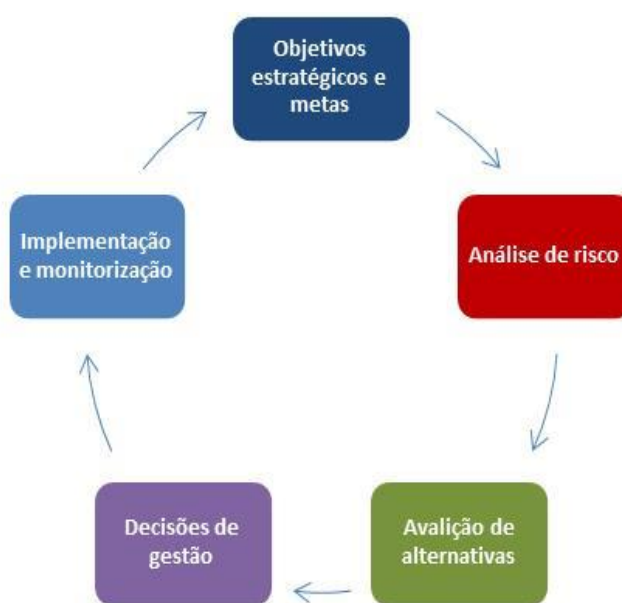 Objetivos
estratégicos e
metas
Análise de risco
Avalição de
alternativas
Decisões de
gestão
Implementação
e monitorização